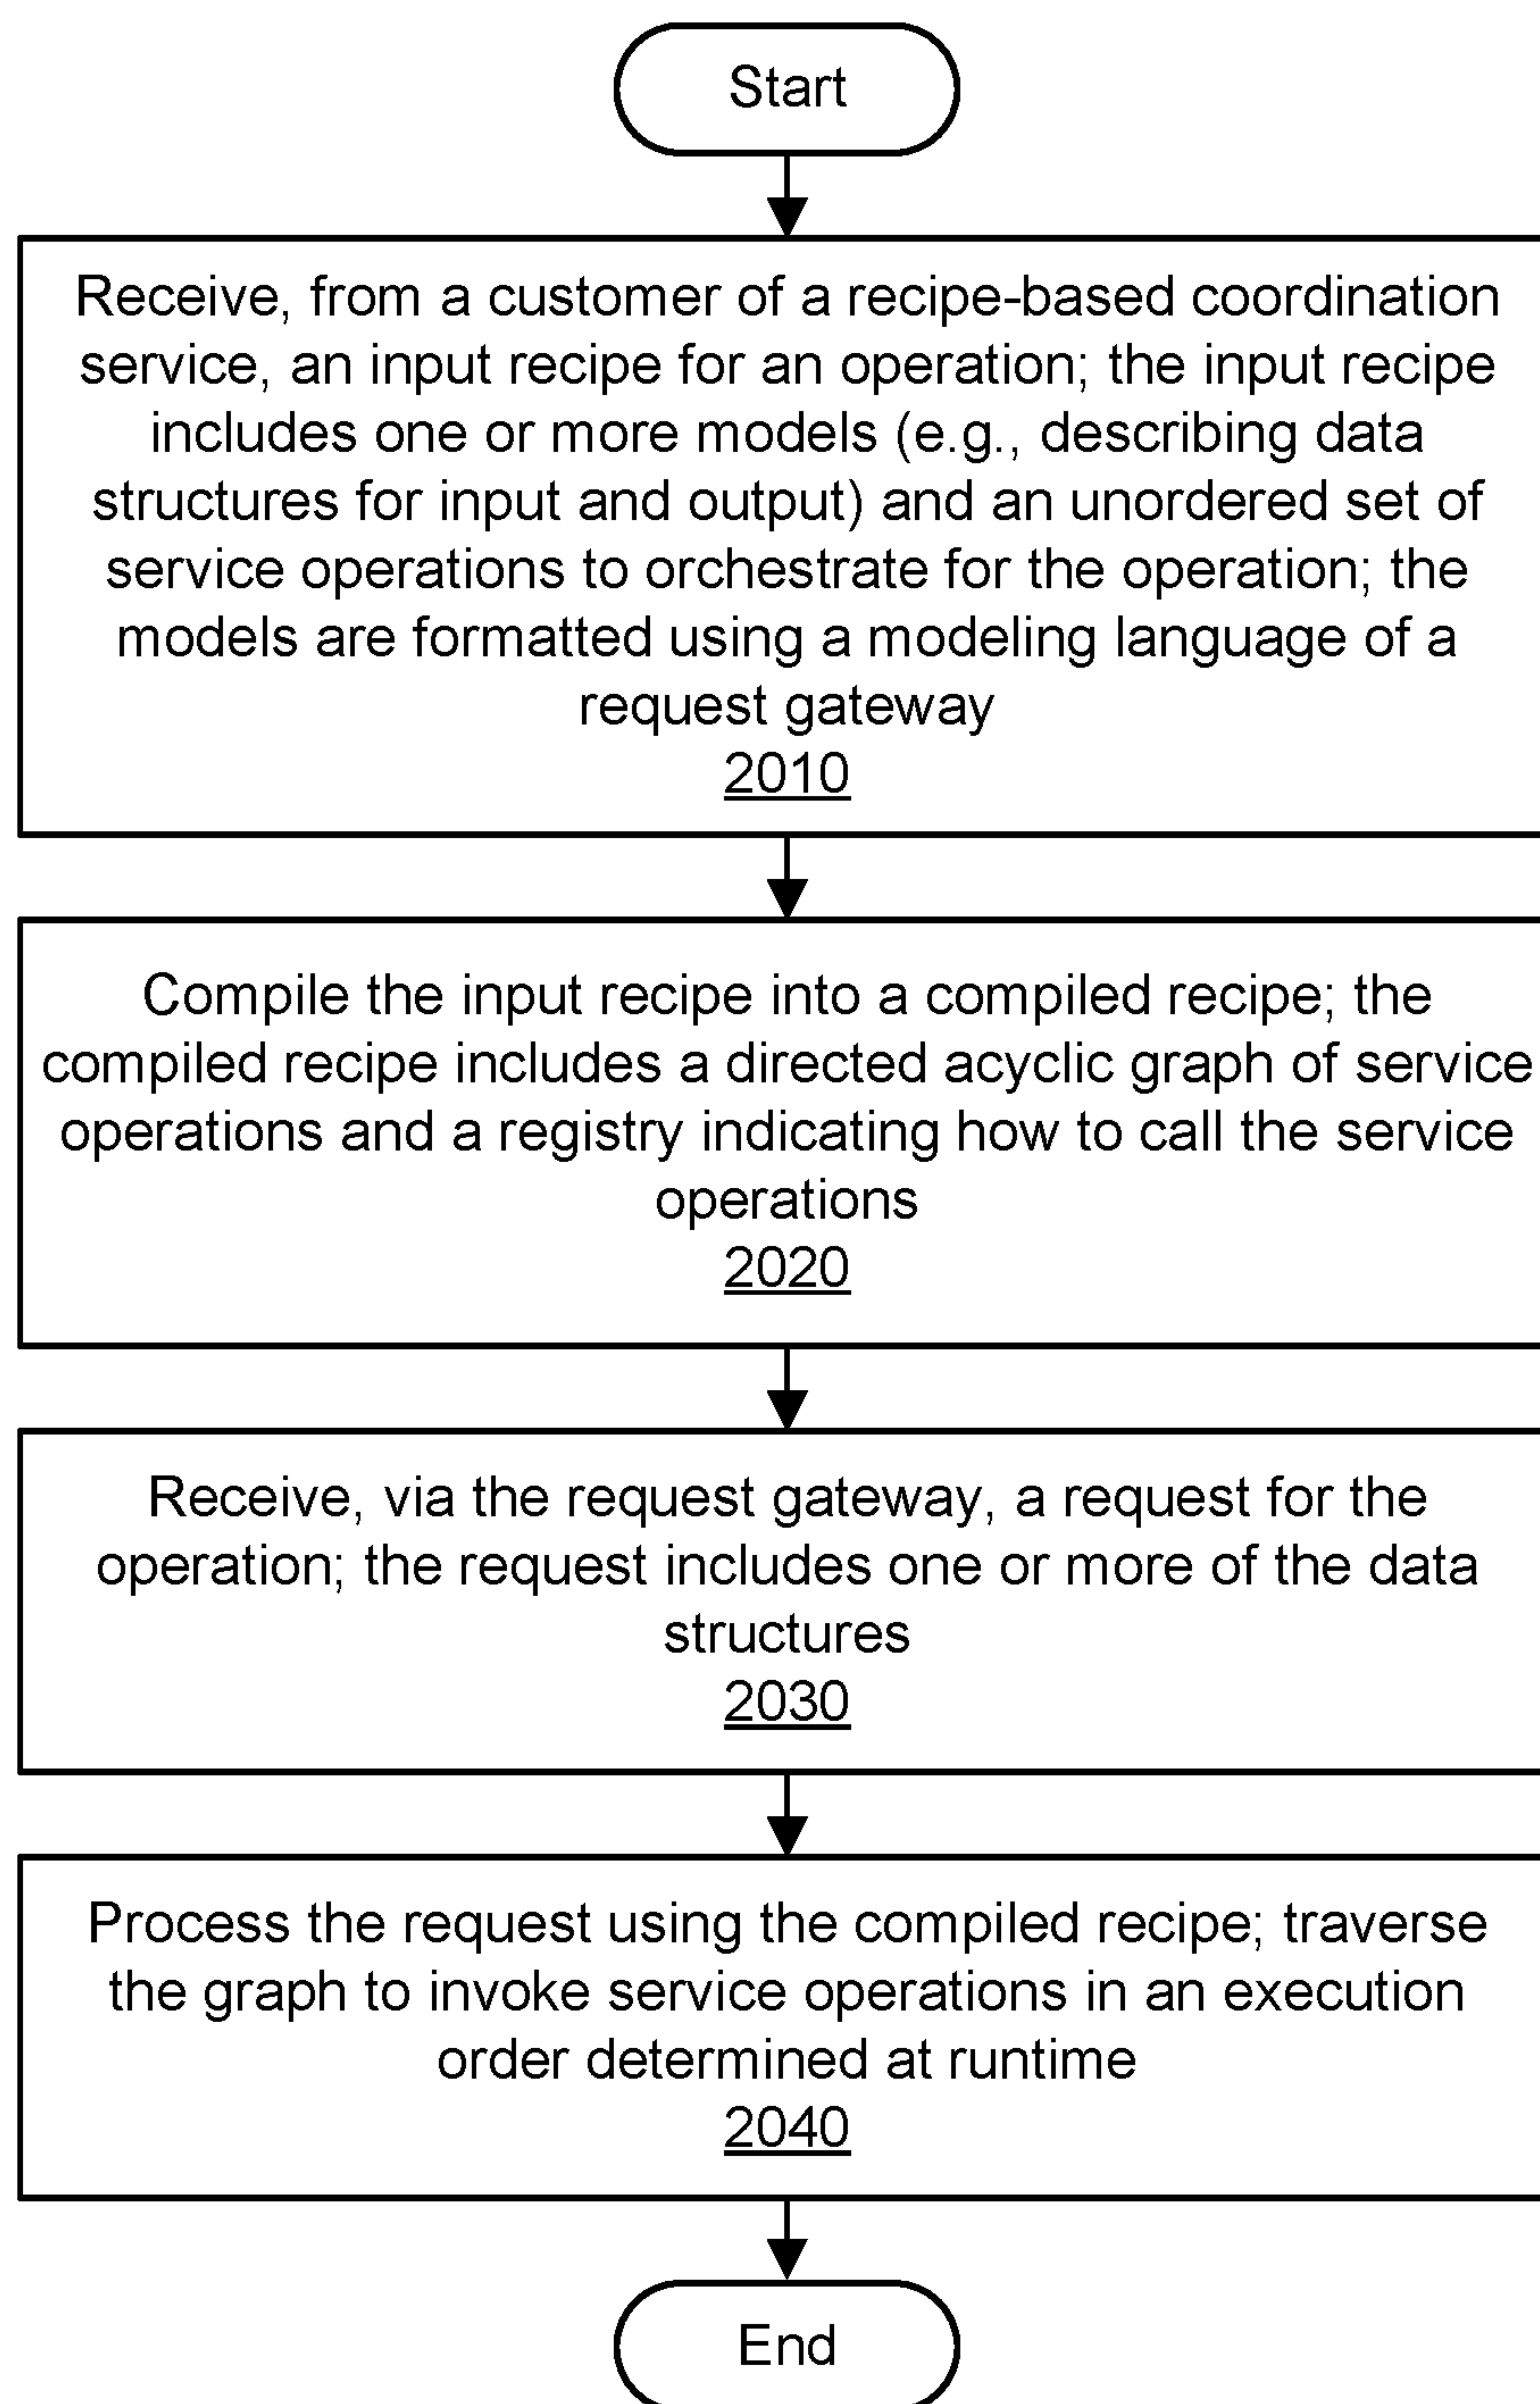 Start
Receive, from a customer of a recipe-based coordination
service, an input recipe for an operation; the input recipe
includes one or more models (e.g., describing data
structures for input and output) and an unordered set of
service operations to orchestrate for the operation; the
models are formatted using a modeling language of a
request gateway
2010
Compile the input recipe into a compiled recipe; the
compiled recipe includes a directed acyclic graph of service
operations and a registry indicating how to call the service
operations
2020
Receive, via the request gateway, a request for the
operation; the request includes one or more of the data
structures
2030
Process the request using the compiled recipe; traverse
the graph to invoke service operations in an execution
order determined at runtime
2040
End